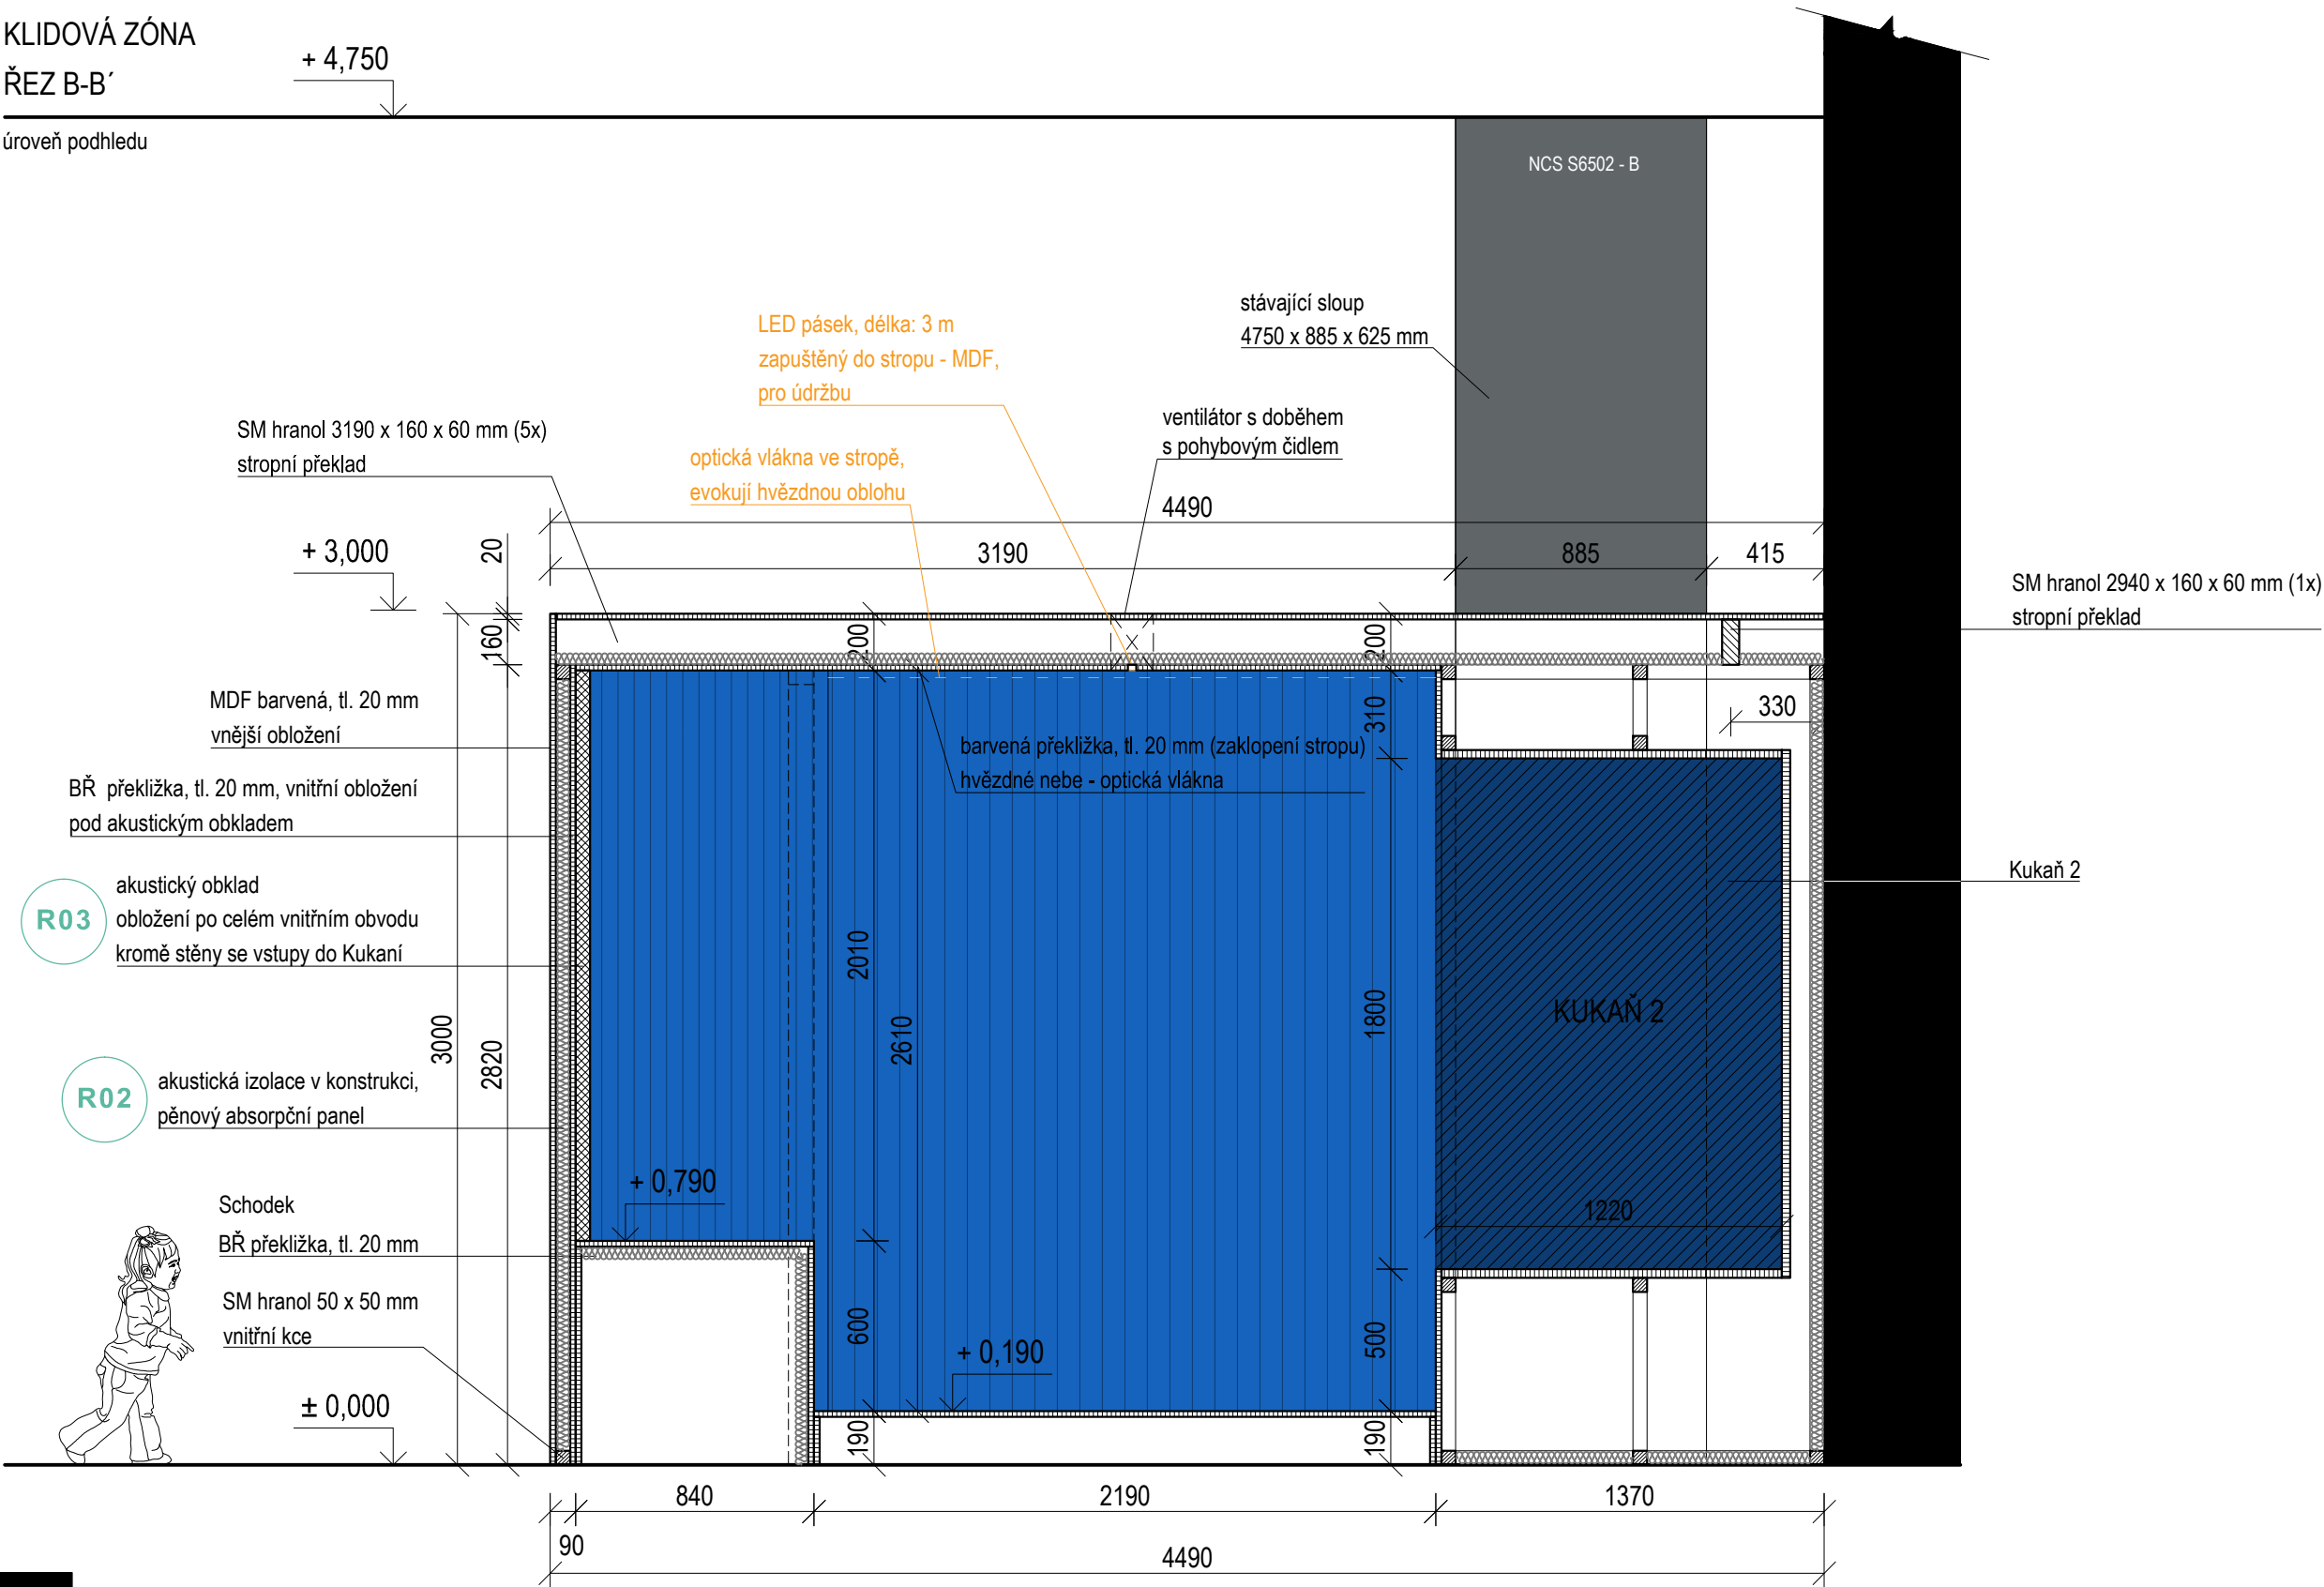 KLIDOVÁ ZÓNA
ŘEZ B-B´
+ 4,750
úroveň podhledu
NCS S6502 - B
stávající sloup
4750 x 885 x 625 mm
LED pásek, délka: 3 m
zapuštěný do stropu - MDF,
pro údržbu
ventilátor s doběhem
s pohybovým čidlem
SM hranol 3190 x 160 x 60 mm (5x)
stropní překlad
optická vlákna ve stropě,
evokují hvězdnou oblohu
4490
+ 3,000
20
3190
885
415
SM hranol 2940 x 160 x 60 mm (1x)
stropní překlad
160
200
200
MDF barvená, tl. 20 mm
vnější obložení
310
330
barvená překližka, tl. 20 mm (zaklopení stropu)
hvězdné nebe - optická vlákna
BŘ překližka, tl. 20 mm, vnitřní obložení
pod akustickým obkladem
Kukaň 2
R03
akustický obklad
obložení po celém vnitřním obvodu
kromě stěny se vstupy do Kukaní
2010
3000
2820
2610
1800
KUKAŇ 2
R02
akustická izolace v konstrukci,
pěnový absorpční panel
+ 0,790
1220
Schodek
BŘ překližka, tl. 20 mm
SM hranol 50 x 50 mm
vnitřní kce
600
+ 0,190
500
± 0,000
190
190
840
2190
1370
90
4490